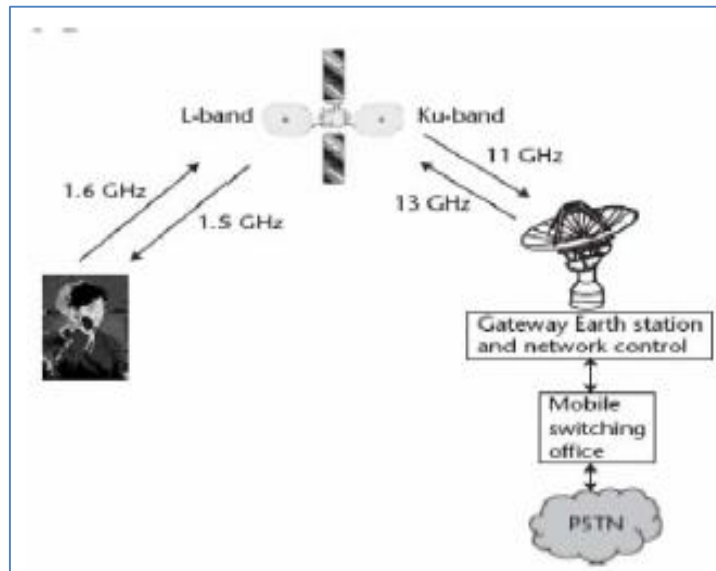 L-band
Ku-band
1.6 GHz
1.5 GHz
11 GHz
13 GHz
Gateway Earth station
and network control
Mobile
switching
office
PSTN